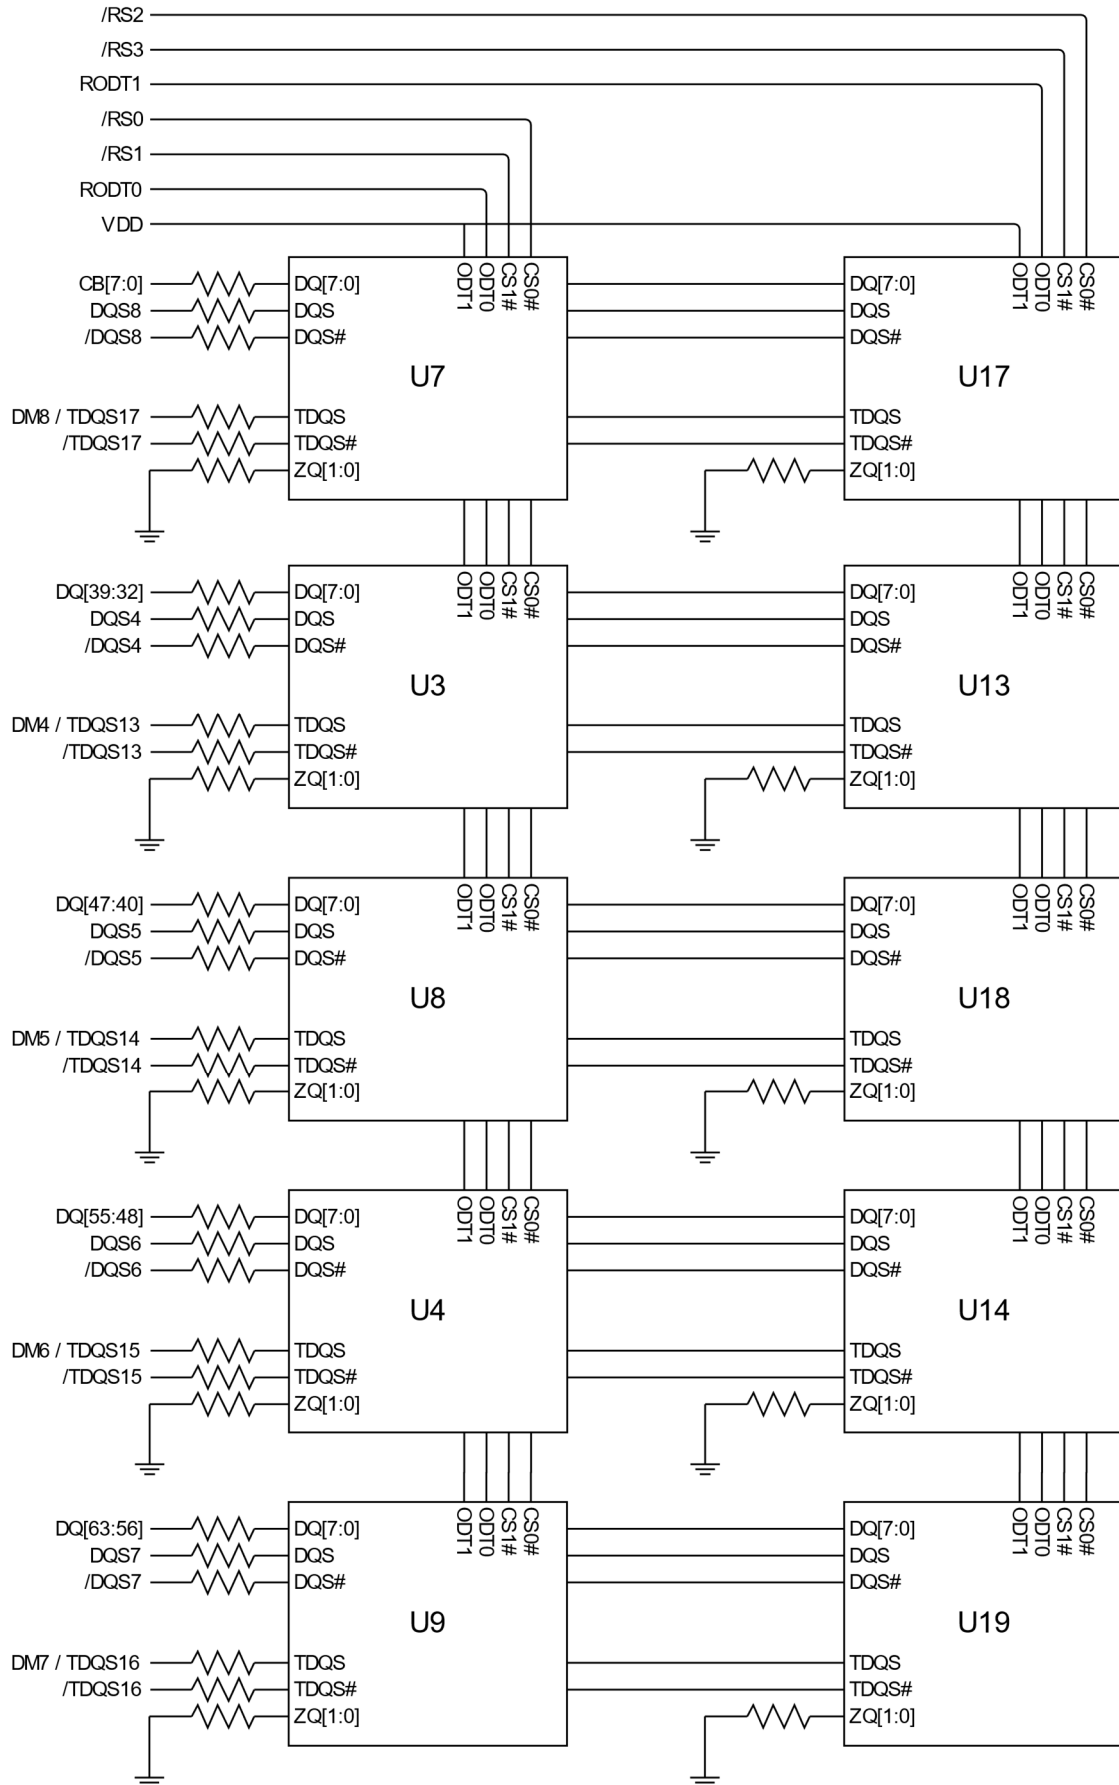 /RS2
/RS3
RODT1
/RS0
/RS1
RODT0
VDD
ODT1 ODT0 CS1# CS0# ODT1 ODT0 CS1# CS0#
CB[7:0] DQ[7:0] DQ[7:0]
DQS8 DQS DQS
/DQS8 DQS# DQS#
U7 U17
DM8 / TDQS17 TDQS TDQS
/TDQS17 TDQS# TDQS#
ZQ[1:0] ZQ[1:0]
ODT1 ODT0 CS1# CS0# ODT1 ODT0 CS1# CS0#
DQ[39:32] DQ[7:0] DQ[7:0]
DQS4 DQS DQS
/DQS4 DQS# DQS#
U3 U13
DM4 / TDQS13 TDQS TDQS
/TDQS13 TDQS# TDQS#
ZQ[1:0] ZQ[1:0]
ODT1 ODT0 CS1# CS0# ODT1 ODT0 CS1# CS0#
DQ[47:40] DQ[7:0] DQ[7:0]
DQS5 DQS DQS
/DQS5 DQS# DQS#
U8 U18
DM5 / TDQS14 TDQS TDQS
/TDQS14 TDQS# TDQS#
ZQ[1:0] ZQ[1:0]
ODT1 ODT0 CS1# CS0# ODT1 ODT0 CS1# CS0#
DQ[55:48] DQ[7:0] DQ[7:0]
DQS6 DQS DQS
/DQS6 DQS# DQS#
U4 U14
DM6 / TDQS15 TDQS TDQS
/TDQS15 TDQS# TDQS#
ZQ[1:0] ZQ[1:0]
ODT1 ODT0 CS1# CS0# ODT1 ODT0 CS1# CS0#
DQ[63:56] DQ[7:0] DQ[7:0]
DQS7 DQS DQS
/DQS7 DQS# DQS#
U9 U19
DM7 / TDQS16 TDQS TDQS
/TDQS16 TDQS# TDQS#
ZQ[1:0] ZQ[1:0]